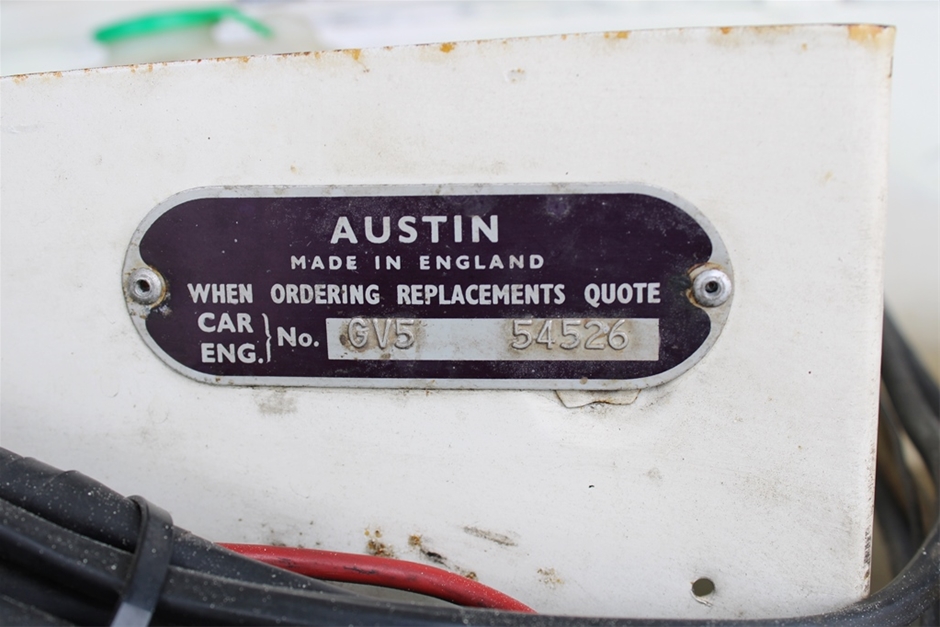 AUSTIN
MADE IN ENGLAND
WHEN ORDERING REPLACEMENTS QUOTE
CAR
ENG.} No. GV5 54526